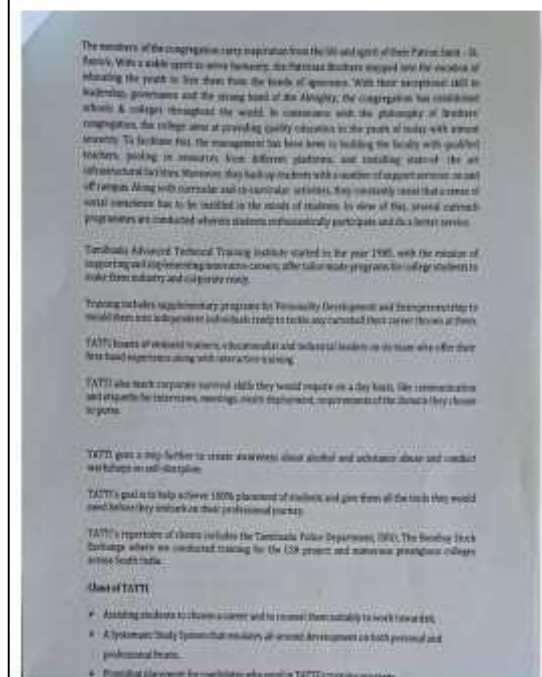 The members of the congregation carry inspiration from the life and spirit of their Patron Saint - St.
Patrick. With a noble spirit to serve humanity, the Patrician Brothers stepped into the vocation of
educating the youth to free them from the bonds of ignorance. With their exceptional skill in
leadership, governance and the strong hand of the Almighty, the congregation has established
schools & colleges throughout the world. In consonance with the philosophy of Brothers'
congregation, the college aims at providing quality education to the youth of today with utmost
sincerity. To facilitate this, the management has been keen in building the faculty with qualified
teachers, pooling in resources from different platforms, and installing state-of the art
infrastructural facilities. Moreover, they back up students with a number of support services on and
off campus. Along with curricular and co-curricular activities, they constantly insist that a sense of
social conscience has to be instilled in the minds of students. In view of this, several outreach
programmes are conducted wherein students enthusiastically participate and do a better service.
Tamilnadu Advanced Technical Training Institute started in the year 1980, with the mission of
supporting and implementing innovative careers, offer tailor made programs for college students to
make them industry and corporate ready.
Training includes supplementary programs for Personality Development and Entrepreneurship to
mould them into independent individuals ready to tackle any curveball their career throws at them
TATTI boasts of eminent trainers, educationalist and industrial leaders on its team who offer their
first hand experience along with interactive training.
TATTI also teach corporate survival skills they would require on a day basis, like communication
and etiquette for interviews, meetings, deployment, requirements of the domain they choose
to pursue
TATTI goes a step further to create awareness about alcohol and substance abuse and conduct
workshops on self-discipline.
TATTI's goal is to help achieve 100% placement of students and give them all the tools they would
need before they embark on their professional journey.
TATTI's repertoire of clients includes the Tamilnadu Police Department, The Bombay Stock
Exchange where we conducted training for the CSR project and numerous prestigious colleges
across South India.
of TATTI
Assisting students to choose a career and to counsel them suitably to work towards it.
A Systematic Study System that emulates all around development on both personal and
professional fronts.
Providing placement for candidates who